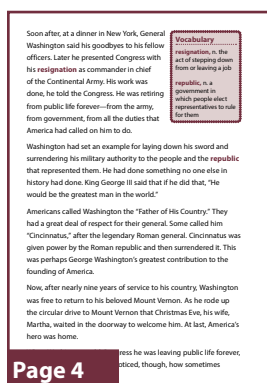 Soon after, at a dinner in New York, General
Washington said his goodbyes to his fellow
officers. Later he presented Congress with
his resignation as commander in chief
of the Continental Army. His work was
done, he told the Congress. He was retiring
from public life forever—from the army,
from government, from all the duties that
America had called on him to do.
Vocabulary
resignation, n. the
act of stepping down
from or leaving a job
republic, n. a
government in
which people elect
representatives to rule
for them
Washington had set an example for laying down his sword and
surrendering his military authority to the people and the republic
that represented them. He had done something no one else in
history had done. King George III said that if he did that, “He
would be the greatest man in the world.”
Americans called Washington the “Father of His Country.” They
had a great deal of respect for their general. Some called him
“Cincinnatus,” after the legendary Roman general. Cincinnatus was
given power by the Roman republic and then surrendered it. This
was perhaps George Washington’s greatest contribution to the
founding of America.
Now, after nearly nine years of service to his country, Washington
was free to return to his beloved Mount Vernon. As he rode up
the circular drive to Mount Vernon that Christmas Eve, his wife,
Martha, waited in the doorway to welcome him. At last, America’s
hero was home.
he was leaving public life forever,
though, how sometimes
Page 4